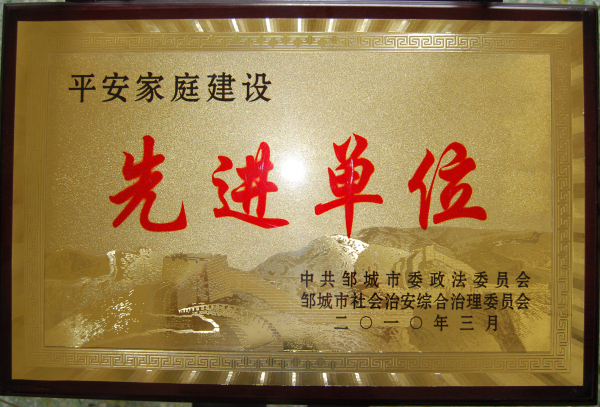 平安家庭建设
先进单位
中共邹城市委政法委员会
邹城市社会治安综合治理委员会
二〇一〇年三月